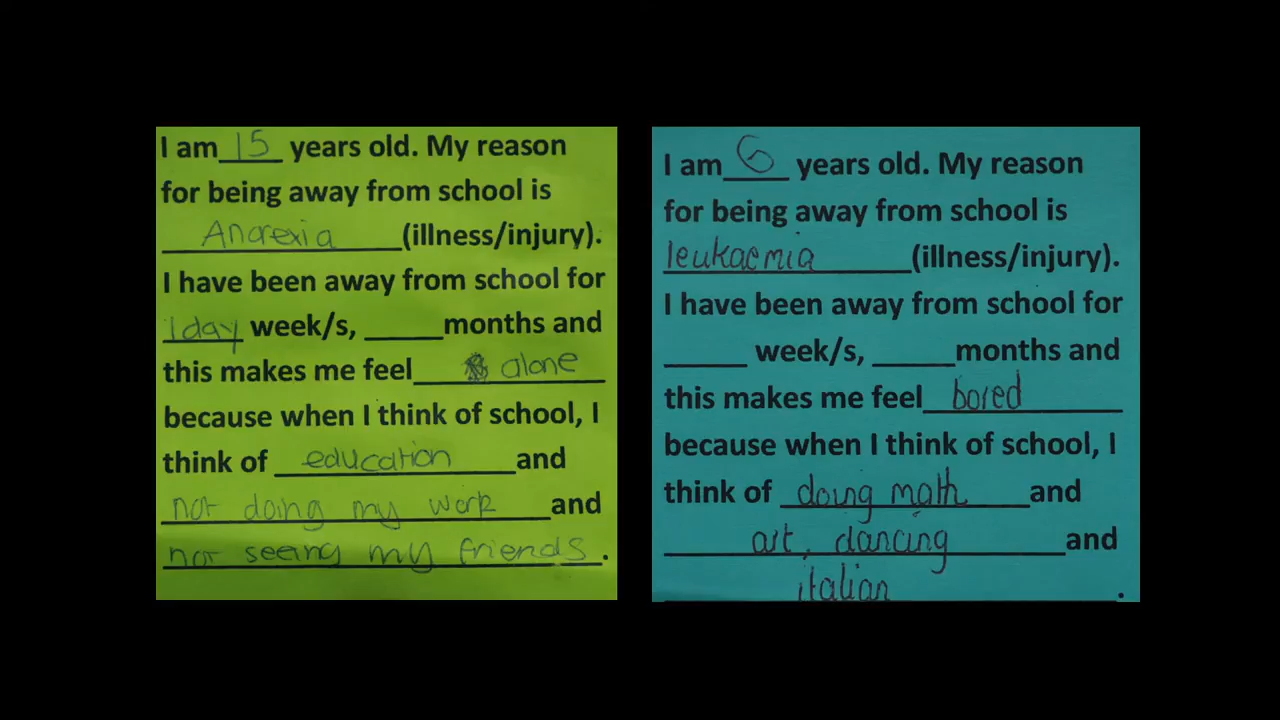 I am 15 years old. My reason
for being away from school is
Anorexia (illness/injury).
I have been away from school for
1day week/s, ______ months and
this makes me feel alone
because when I think of school, I
think of education and
not doing my work and
not seeing my friends.
I am 6 years old. My reason
for being away from school is
leukaemia (illness/injury).
I have been away from school for
______ week/s, ______ months and
this makes me feel bored
because when I think of school, I
think of doing math and
art, dancing and
italian.